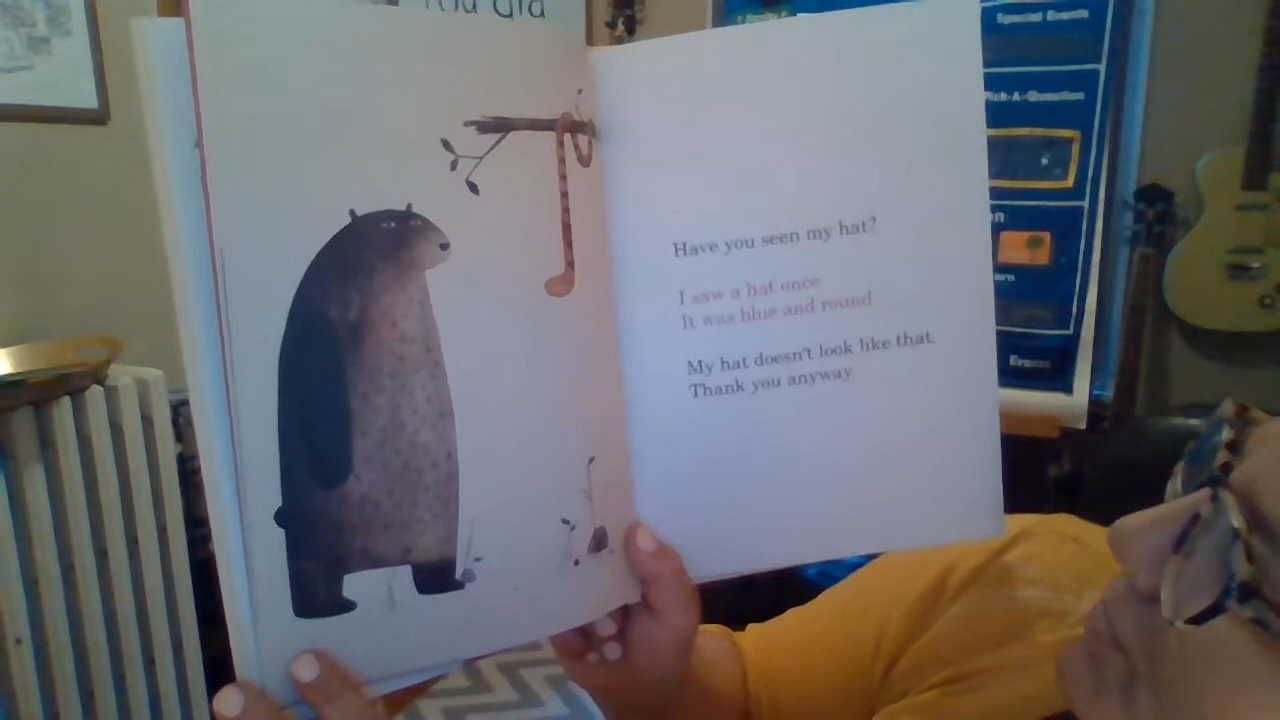 Special Events
Pick-A-Question
Have you seen my hat?
I saw a hat once
It was blue and round
My hat doesn't look like that.
Thank you anyway
Events